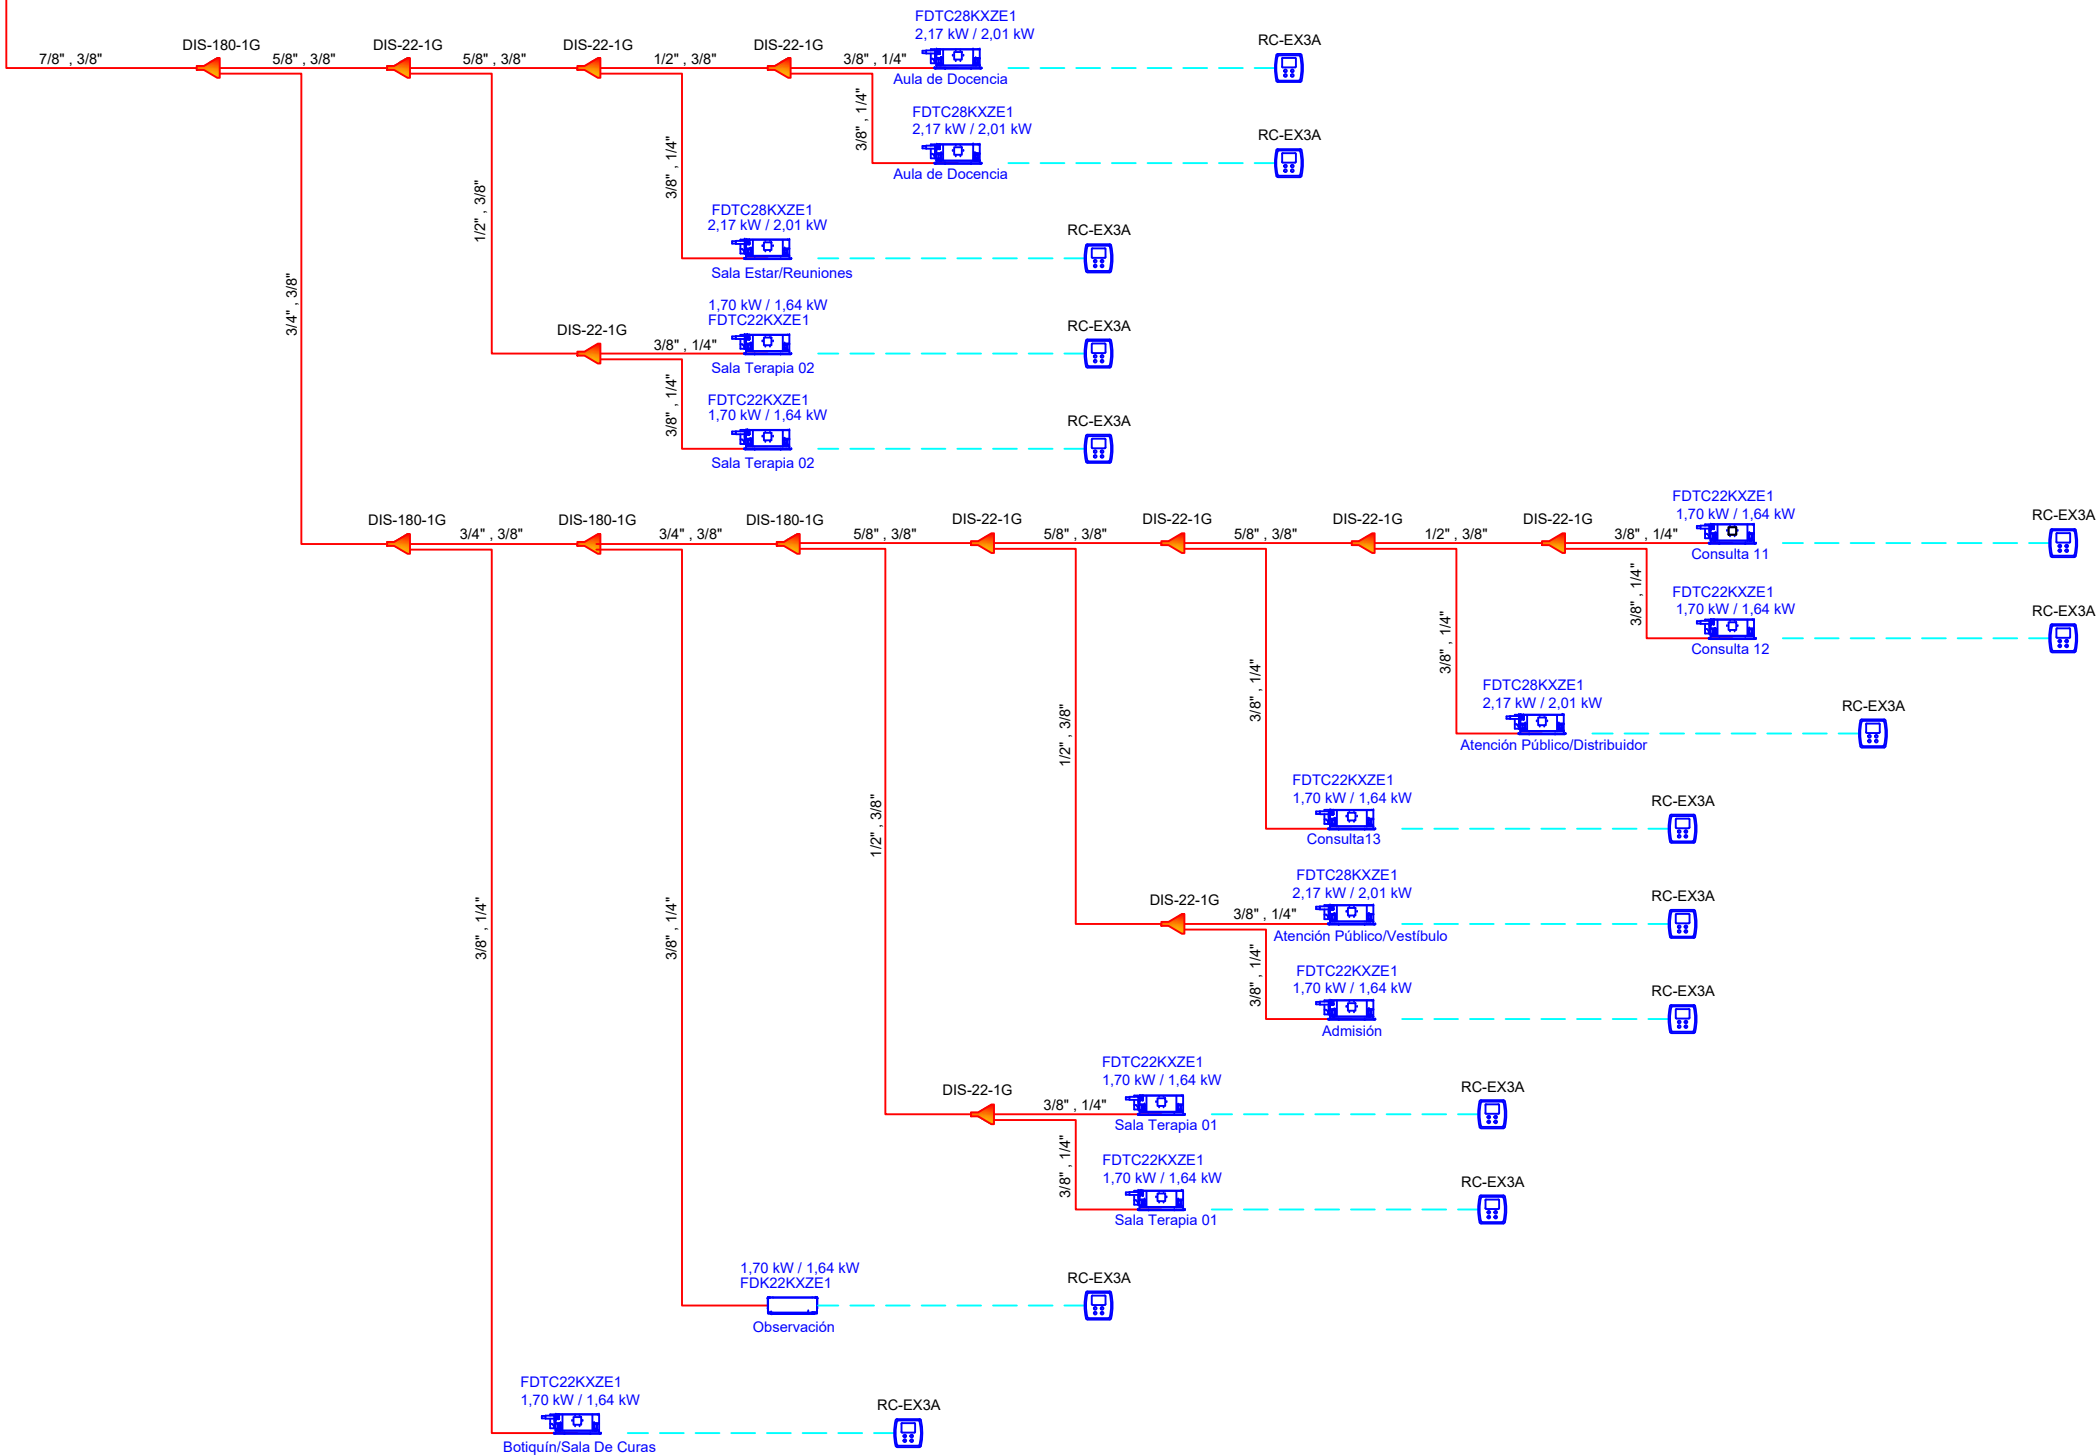 FDTC28KXZE1
2,17 kW / 2,01 kW
DIS-180-1G
DIS-22-1G
DIS-22-1G
DIS-22-1G
RC-EX3A
7/8" , 3/8"
5/8" , 3/8"
5/8" , 3/8"
1/2" , 3/8"
3/8" , 1/4"
Aula de Docencia
FDTC28KXZE1
2,17 kW / 2,01 kW
3/8" , 1/4"
RC-EX3A
Aula de Docencia
3/8" , 1/4"
1/2" , 3/8"
FDTC28KXZE1
2,17 kW / 2,01 kW
RC-EX3A
Sala Estar/Reuniones
3/4" , 3/8"
1,70 kW / 1,64 kW
FDTC22KXZE1
DIS-22-1G
RC-EX3A
3/8" , 1/4"
Sala Terapia 02
3/8" , 1/4"
FDTC22KXZE1
1,70 kW / 1,64 kW
RC-EX3A
Sala Terapia 02
FDTC22KXZE1
1,70 kW / 1,64 kW
DIS-180-1G
DIS-180-1G
DIS-180-1G
DIS-22-1G
DIS-22-1G
DIS-22-1G
DIS-22-1G
RC-EX3A
3/4" , 3/8"
3/4" , 3/8"
5/8" , 3/8"
5/8" , 3/8"
5/8" , 3/8"
1/2" , 3/8"
3/8" , 1/4"
Consulta 11
FDTC22KXZE1
1,70 kW / 1,64 kW
3/8" , 1/4"
RC-EX3A
Consulta 12
3/8" , 1/4"
FDTC28KXZE1
2,17 kW / 2,01 kW
RC-EX3A
Atención Público/Distribuidor
3/8" , 1/4"
1/2" , 3/8"
FDTC22KXZE1
1,70 kW / 1,64 kW
RC-EX3A
Consulta13
1/2" , 3/8"
FDTC28KXZE1
2,17 kW / 2,01 kW
DIS-22-1G
RC-EX3A
3/8" , 1/4"
Atención Público/Vestíbulo
3/8" , 1/4"
3/8" , 1/4"
3/8" , 1/4"
FDTC22KXZE1
1,70 kW / 1,64 kW
RC-EX3A
Admisión
FDTC22KXZE1
1,70 kW / 1,64 kW
DIS-22-1G
RC-EX3A
3/8" , 1/4"
Sala Terapia 01
3/8" , 1/4"
FDTC22KXZE1
1,70 kW / 1,64 kW
RC-EX3A
Sala Terapia 01
1,70 kW / 1,64 kW
FDK22KXZE1
RC-EX3A
Observación
FDTC22KXZE1
1,70 kW / 1,64 kW
RC-EX3A
Botiquín/Sala De Curas